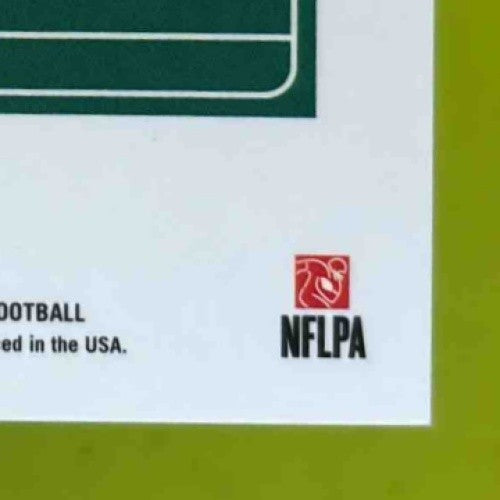 OOTBALL
ed in the USA.
NFLPA